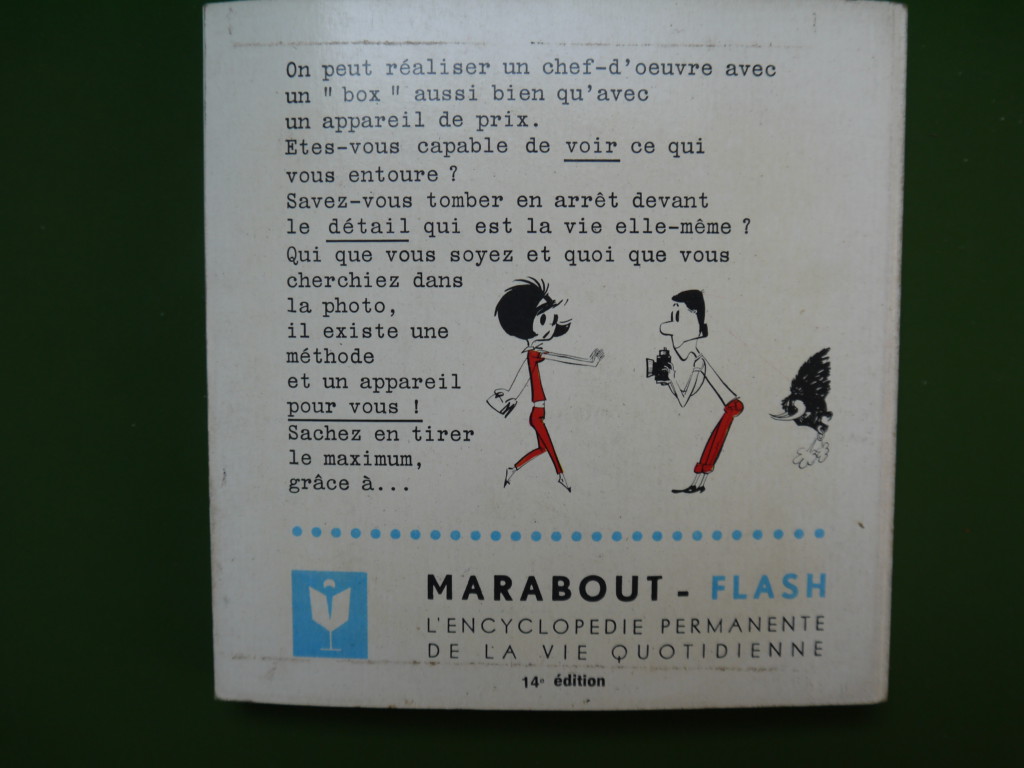 On peut réaliser un chef-d'oeuvre avec
un " box " aussi bien qu'avec
un appareil de prix.
Etes-vous capable de voir ce qui
vous entoure ?
Savez-vous tomber en arrêt devant
le détail qui est la vie elle-même ?
Qui que vous soyez et quoi que vous
cherchiez dans
la photo,
il existe une
méthode
et un appareil
pour vous !
Sachez en tirer
le maximum,
grâce à...
MARABOUT - FLASH
L'ENCYCLOPEDIE PERMANENTE
DE LA VIE QUOTIDIENNE
14e édition